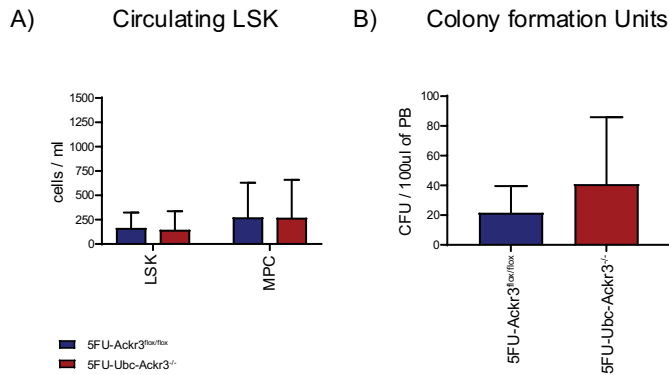 A) Circulating LSK
cells / ml
1500
1250
1000
750
500
250
0
LSK
MPC
5FU-Ackr3flox/flox
5FU-Ubc-Ackr3-/-
B) Colony formation Units
CFU / 100ul of PB
100
80
60
40
20
0
5FU-Ackr3flox/flox
5FU-Ubc-Ackr3-/-